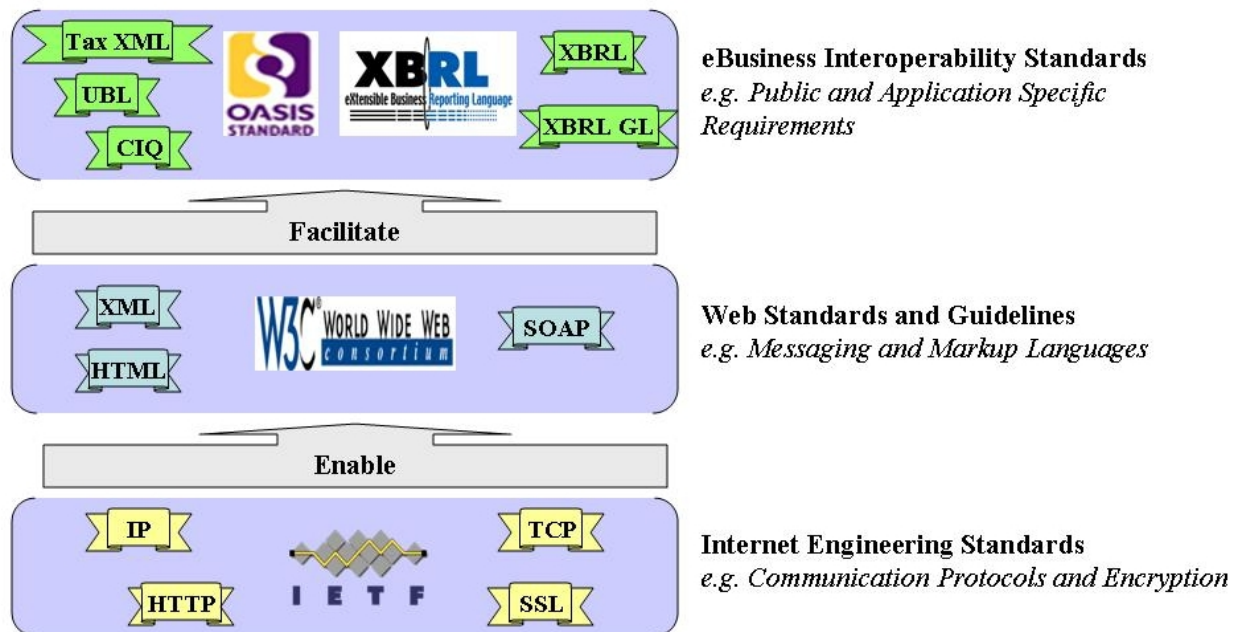 Tax XML
UBL
CIQ
OASIS
STANDARD
XBRL
eXtensible Business Reporting Language
XBRL
XBRL GL
eBusiness Interoperability Standards
e.g. Public and Application Specific
Requirements
Facilitate
XML
HTML
W3C® WORLD WIDE WEB
consortium
SOAP
Web Standards and Guidelines
e.g. Messaging and Markup Languages
Enable
IP
HTTP
IETF
TCP
SSL
Internet Engineering Standards
e.g. Communication Protocols and Encryption